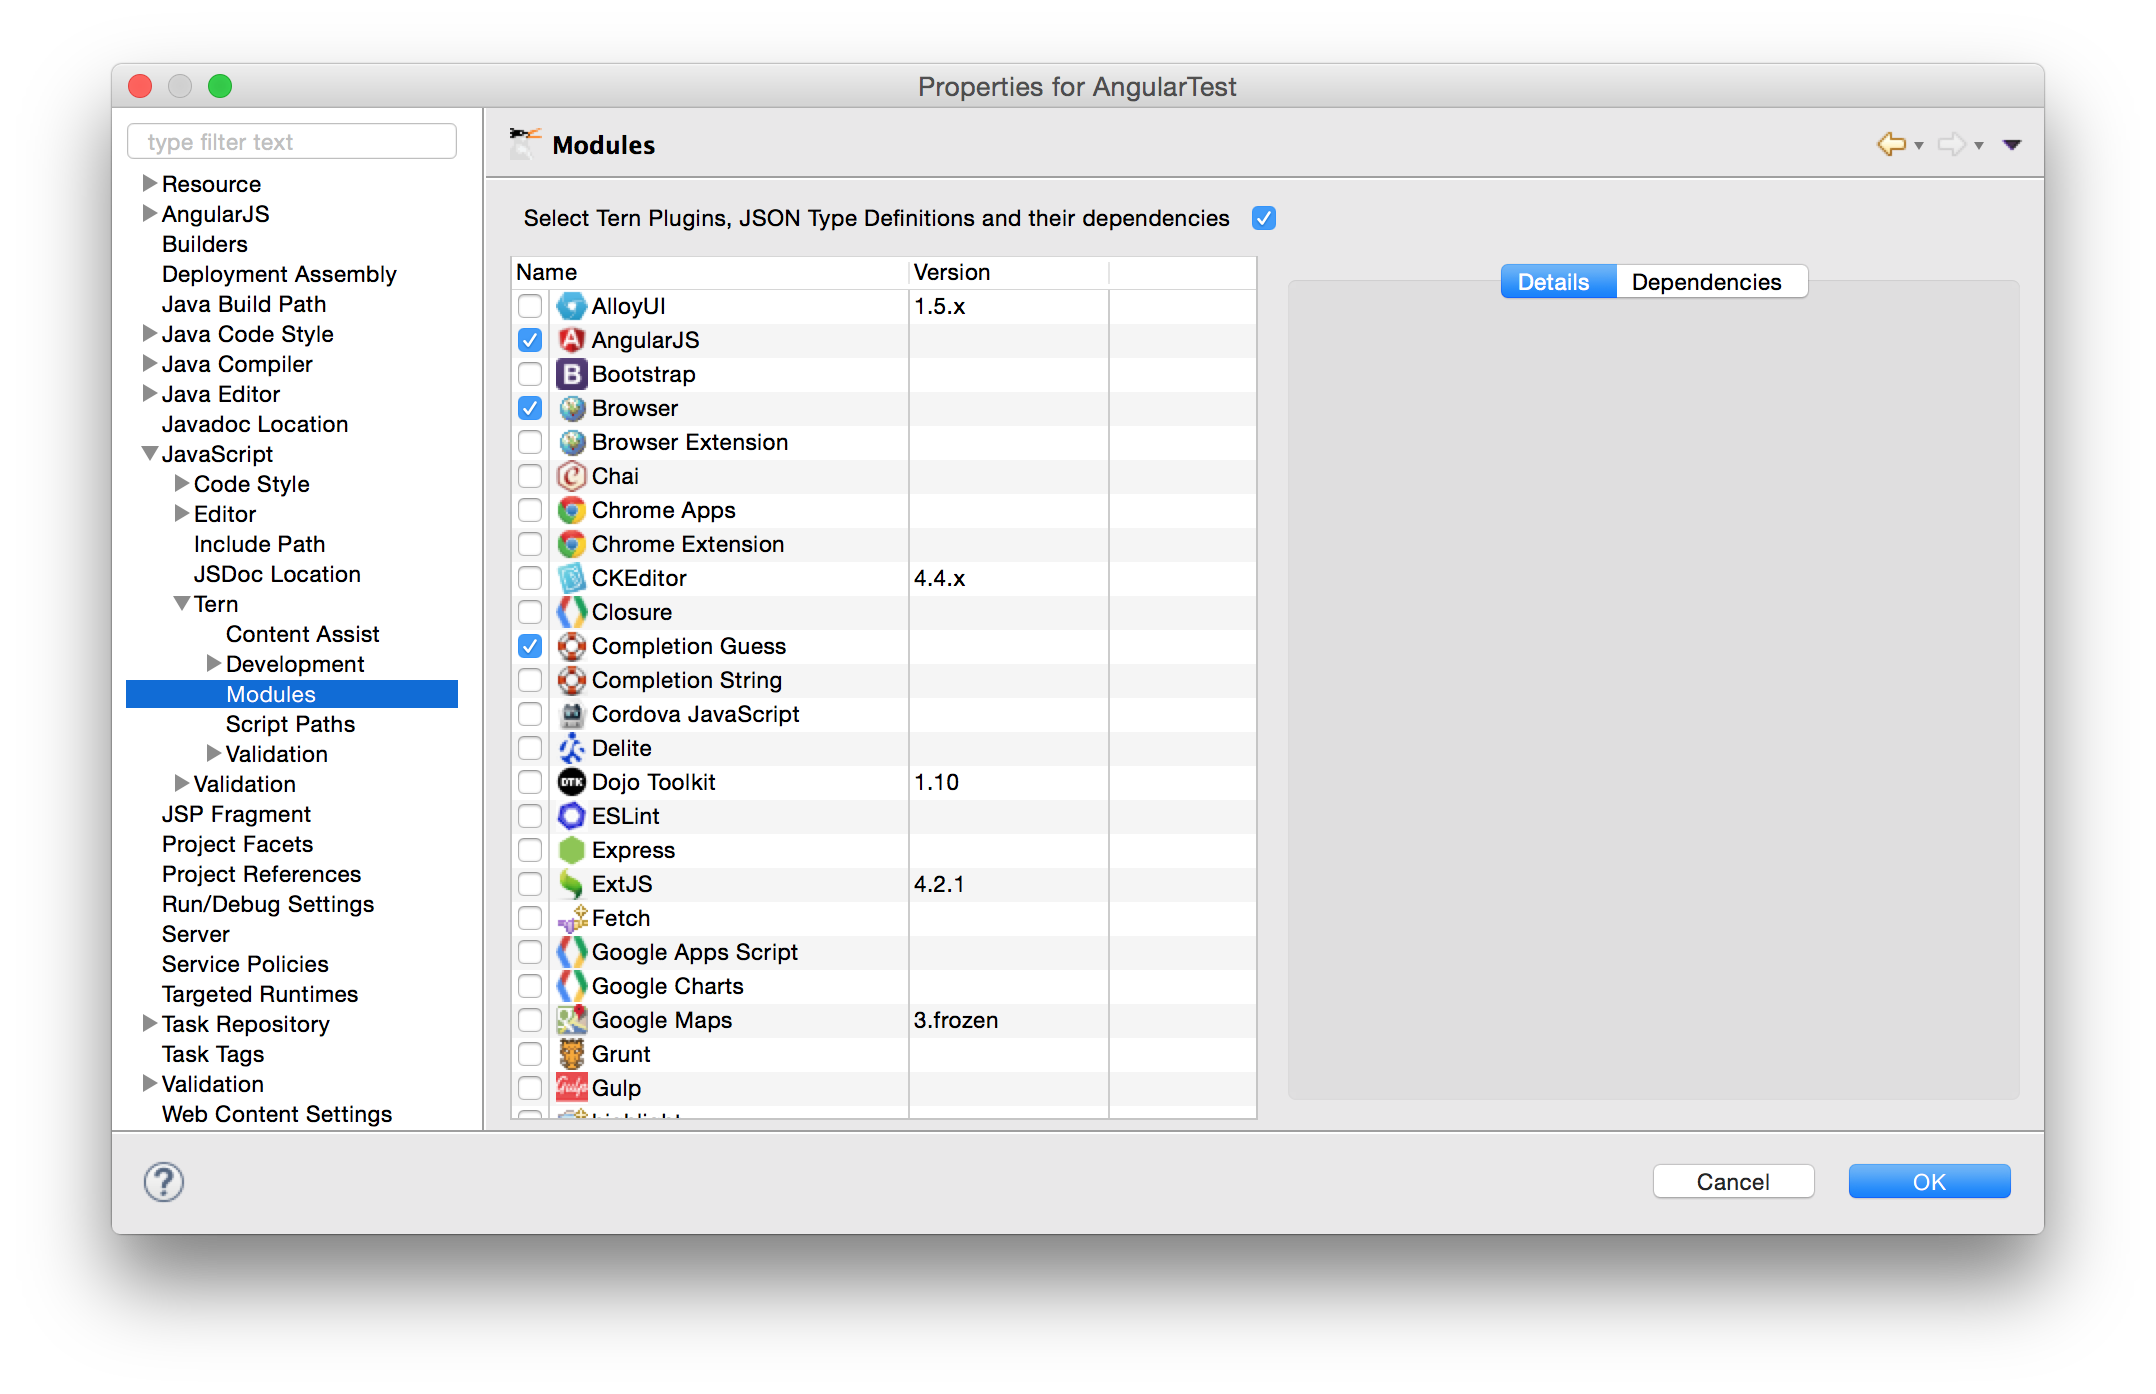 Properties for AngularTest
type filter text
Resource
AngularJS
Builders
Deployment Assembly
Java Build Path
Java Code Style
Java Compiler
Java Editor
Javadoc Location
JavaScript
Code Style
Editor
Include Path
JSDoc Location
Tern
Content Assist
Development
Modules
Script Paths
Validation
Validation
JSP Fragment
Project Facets
Project References
Run/Debug Settings
Server
Service Policies
Targeted Runtimes
Task Repository
Task Tags
Validation
Web Content Settings
Modules
Select Tern Plugins, JSON Type Definitions and their dependencies
Name Version
AlloyUI 1.5.x
AngularJS
B Bootstrap
Browser
Browser Extension
Chai
Chrome Apps
Chrome Extension
CKEditor 4.4.x
Closure
Completion Guess
Completion String
Cordova JavaScript
Delite
DTK Dojo Toolkit 1.10
ESLint
Express
ExtJS 4.2.1
Fetch
Google Apps Script
Google Charts
Google Maps 3.frozen
Grunt
Gulp Gulp
Details Dependencies
?
Cancel OK